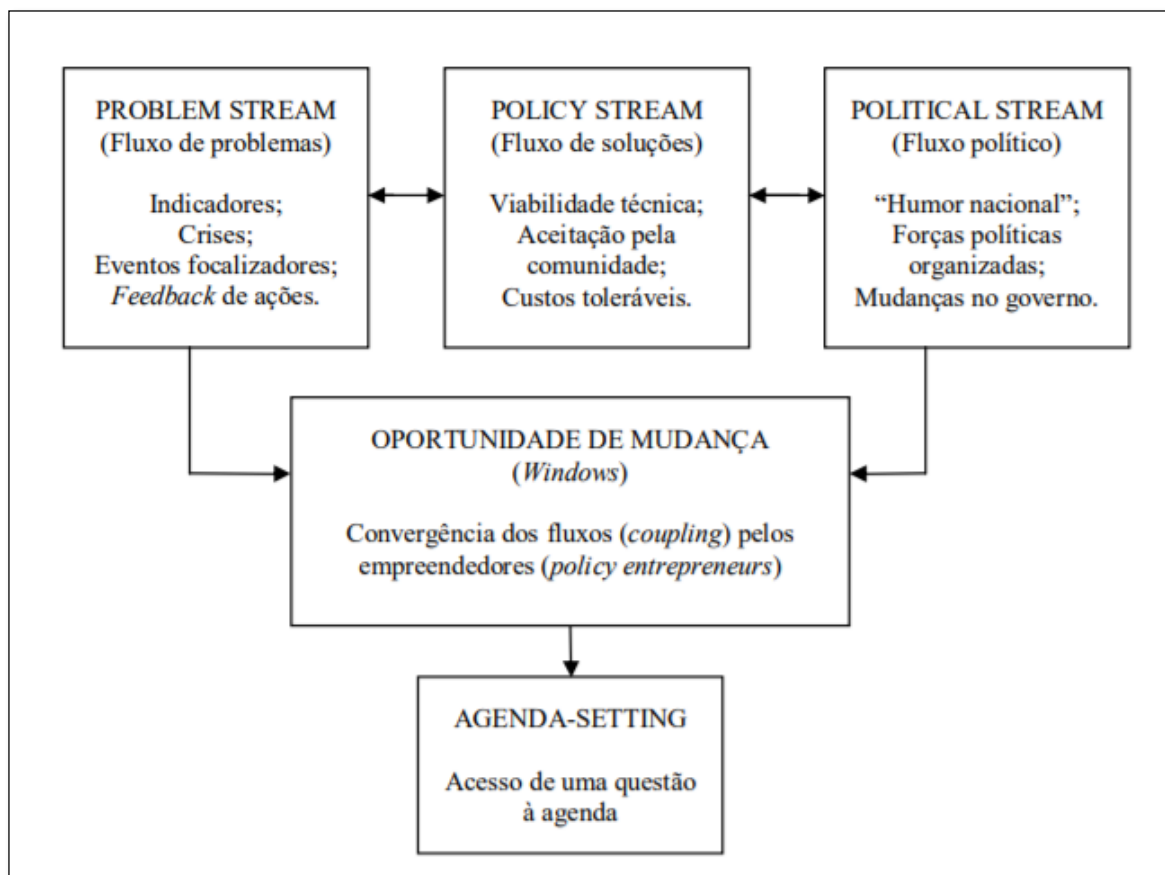 PROBLEM STREAM
(Fluxo de problemas)
Indicadores;
Crises;
Eventos focalizadores;
Feedback de ações.
POLICY STREAM
(Fluxo de soluções)
Viabilidade técnica;
Aceitação pela
comunidade;
Custos toleráveis.
POLITICAL STREAM
(Fluxo político)
“Humor nacional”;
Forças políticas
organizadas;
Mudanças no governo.
OPORTUNIDADE DE MUDANÇA
(Windows)
Convergência dos fluxos (coupling) pelos
empreendedores (policy entrepreneurs)
AGENDA-SETTING
Acesso de uma questão
à agenda